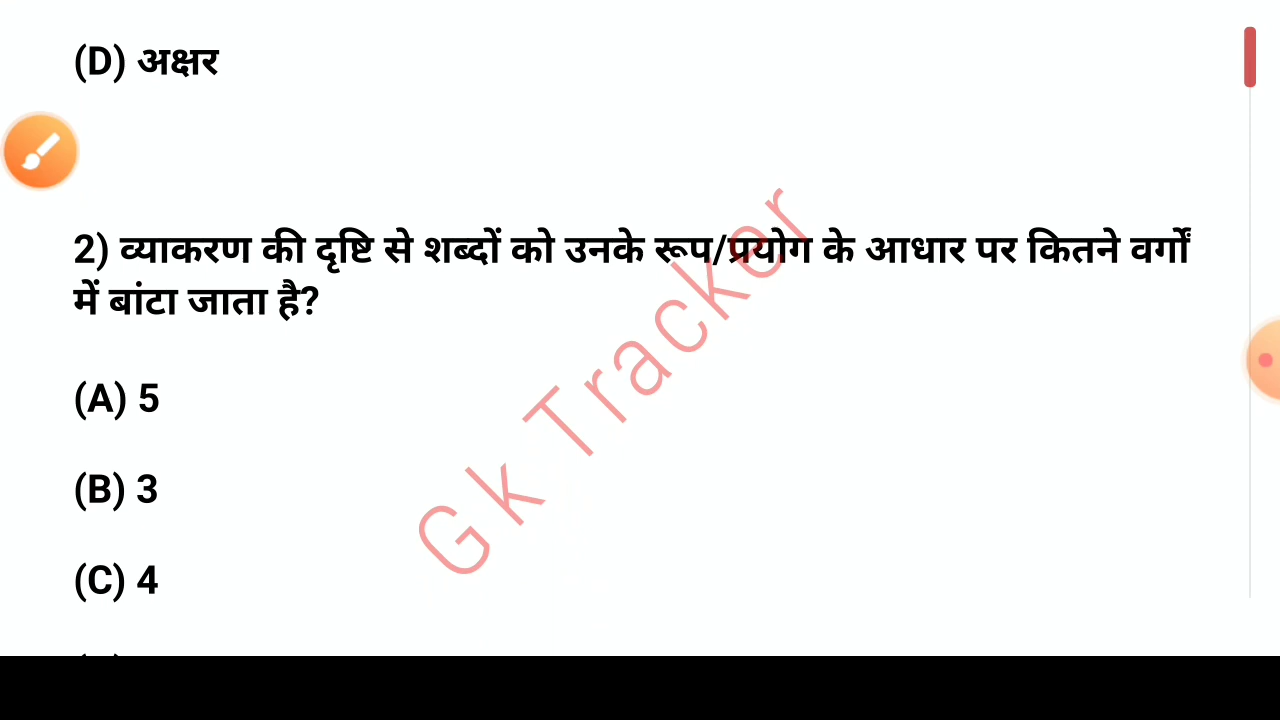 (D) अक्षर
2) व्याकरण की दृष्टि से शब्दों को उनके रूप/प्रयोग के आधार पर कितने वर्गों
में बांटा जाता है?
(A) 5
(B) 3
(C) 4
Gk Tracker